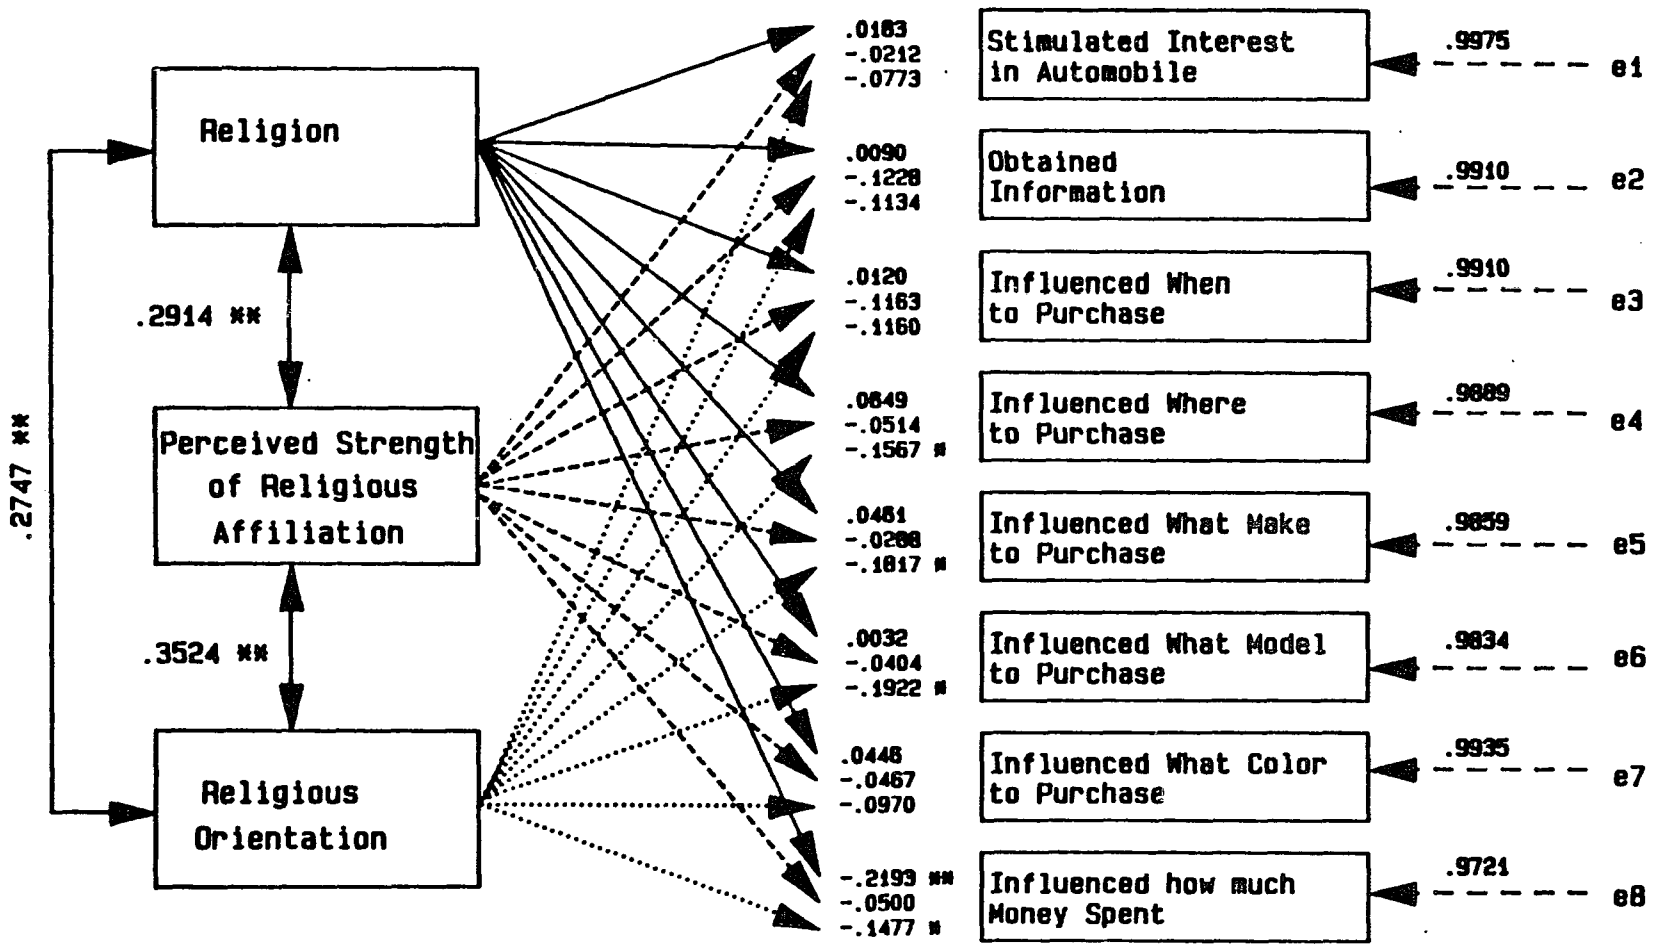 Religion
.2914 **
.2747 **
Perceived Strength
of Religious
Affiliation
.3524 **
Religious
Orientation
.0183
-.0212
-.0773
Stimulated Interest
in Automobile
.9975
e1
.0090
-.1228
-.1134
Obtained
Information
.9910
e2
.0120
-.1163
-.1160
Influenced When
to Purchase
.9910
e3
.0649
-.0514
-.1567 *
Influenced Where
to Purchase
.9889
e4
.0461
-.1817 *
Influenced What Make
to Purchase
.9859
e5
.0032
-.0404
-.1922 *
Influenced What Model
to Purchase
.9834
e6
.0446
-.0467
-.0970
Influenced What Color
to Purchase
.9935
e7
-.2193 **
-.0500
-.1477 *
Influenced how much
Money Spent
.9721
e8